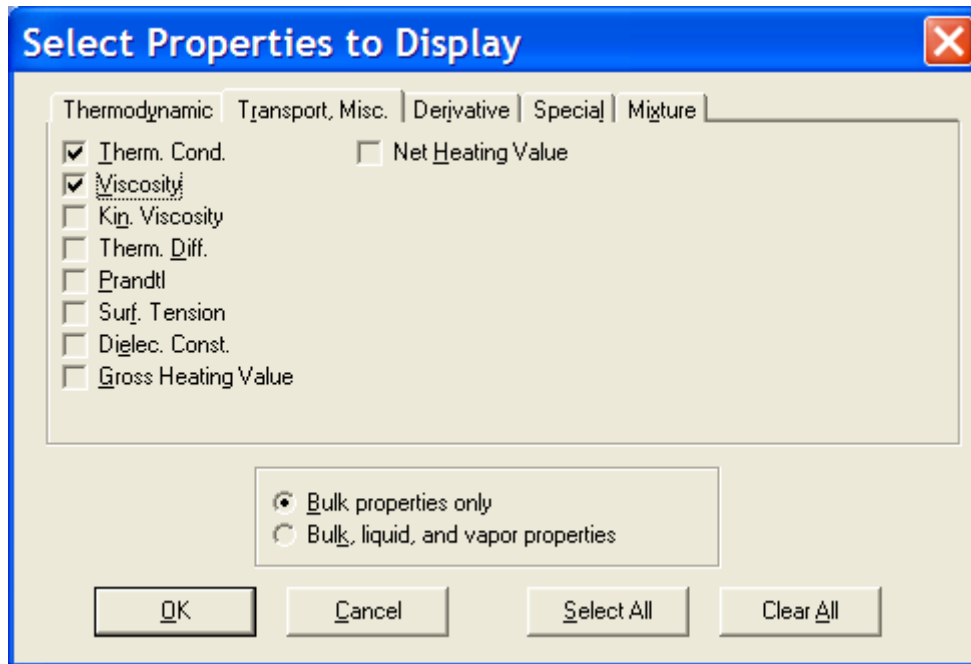 Select Properties to Display
Thermodynamic Transport, Misc. Derivative Special Mixture
Therm. Cond. Net Heating Value
Viscosity
Kin. Viscosity
Therm. Diff.
Prandtl
Surf. Tension
Dielec. Const.
Gross Heating Value
Bulk properties only
Bulk, liquid, and vapor properties
OK Cancel Select All Clear All